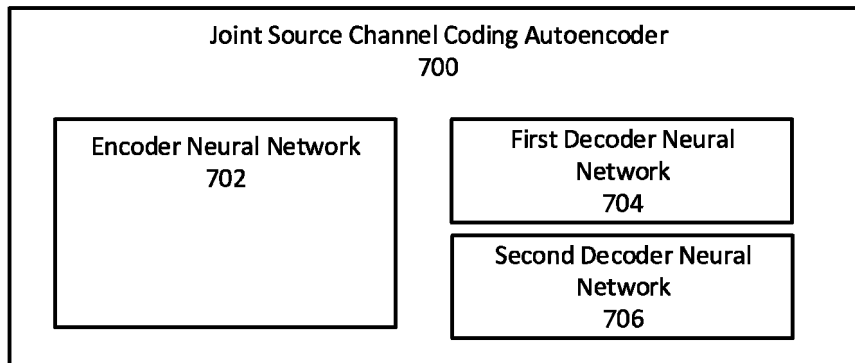 Joint Source Channel Coding Autoencoder
700
Encoder Neural Network
702
First Decoder Neural
Network
704
Second Decoder Neural
Network
706